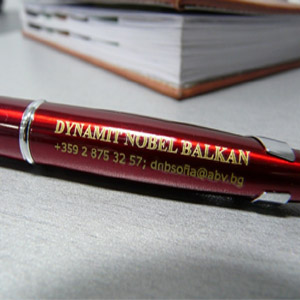 DYNAMIT NOBEL BALKAN
+359 2 875 32 57; dnbsofia@abv.bg